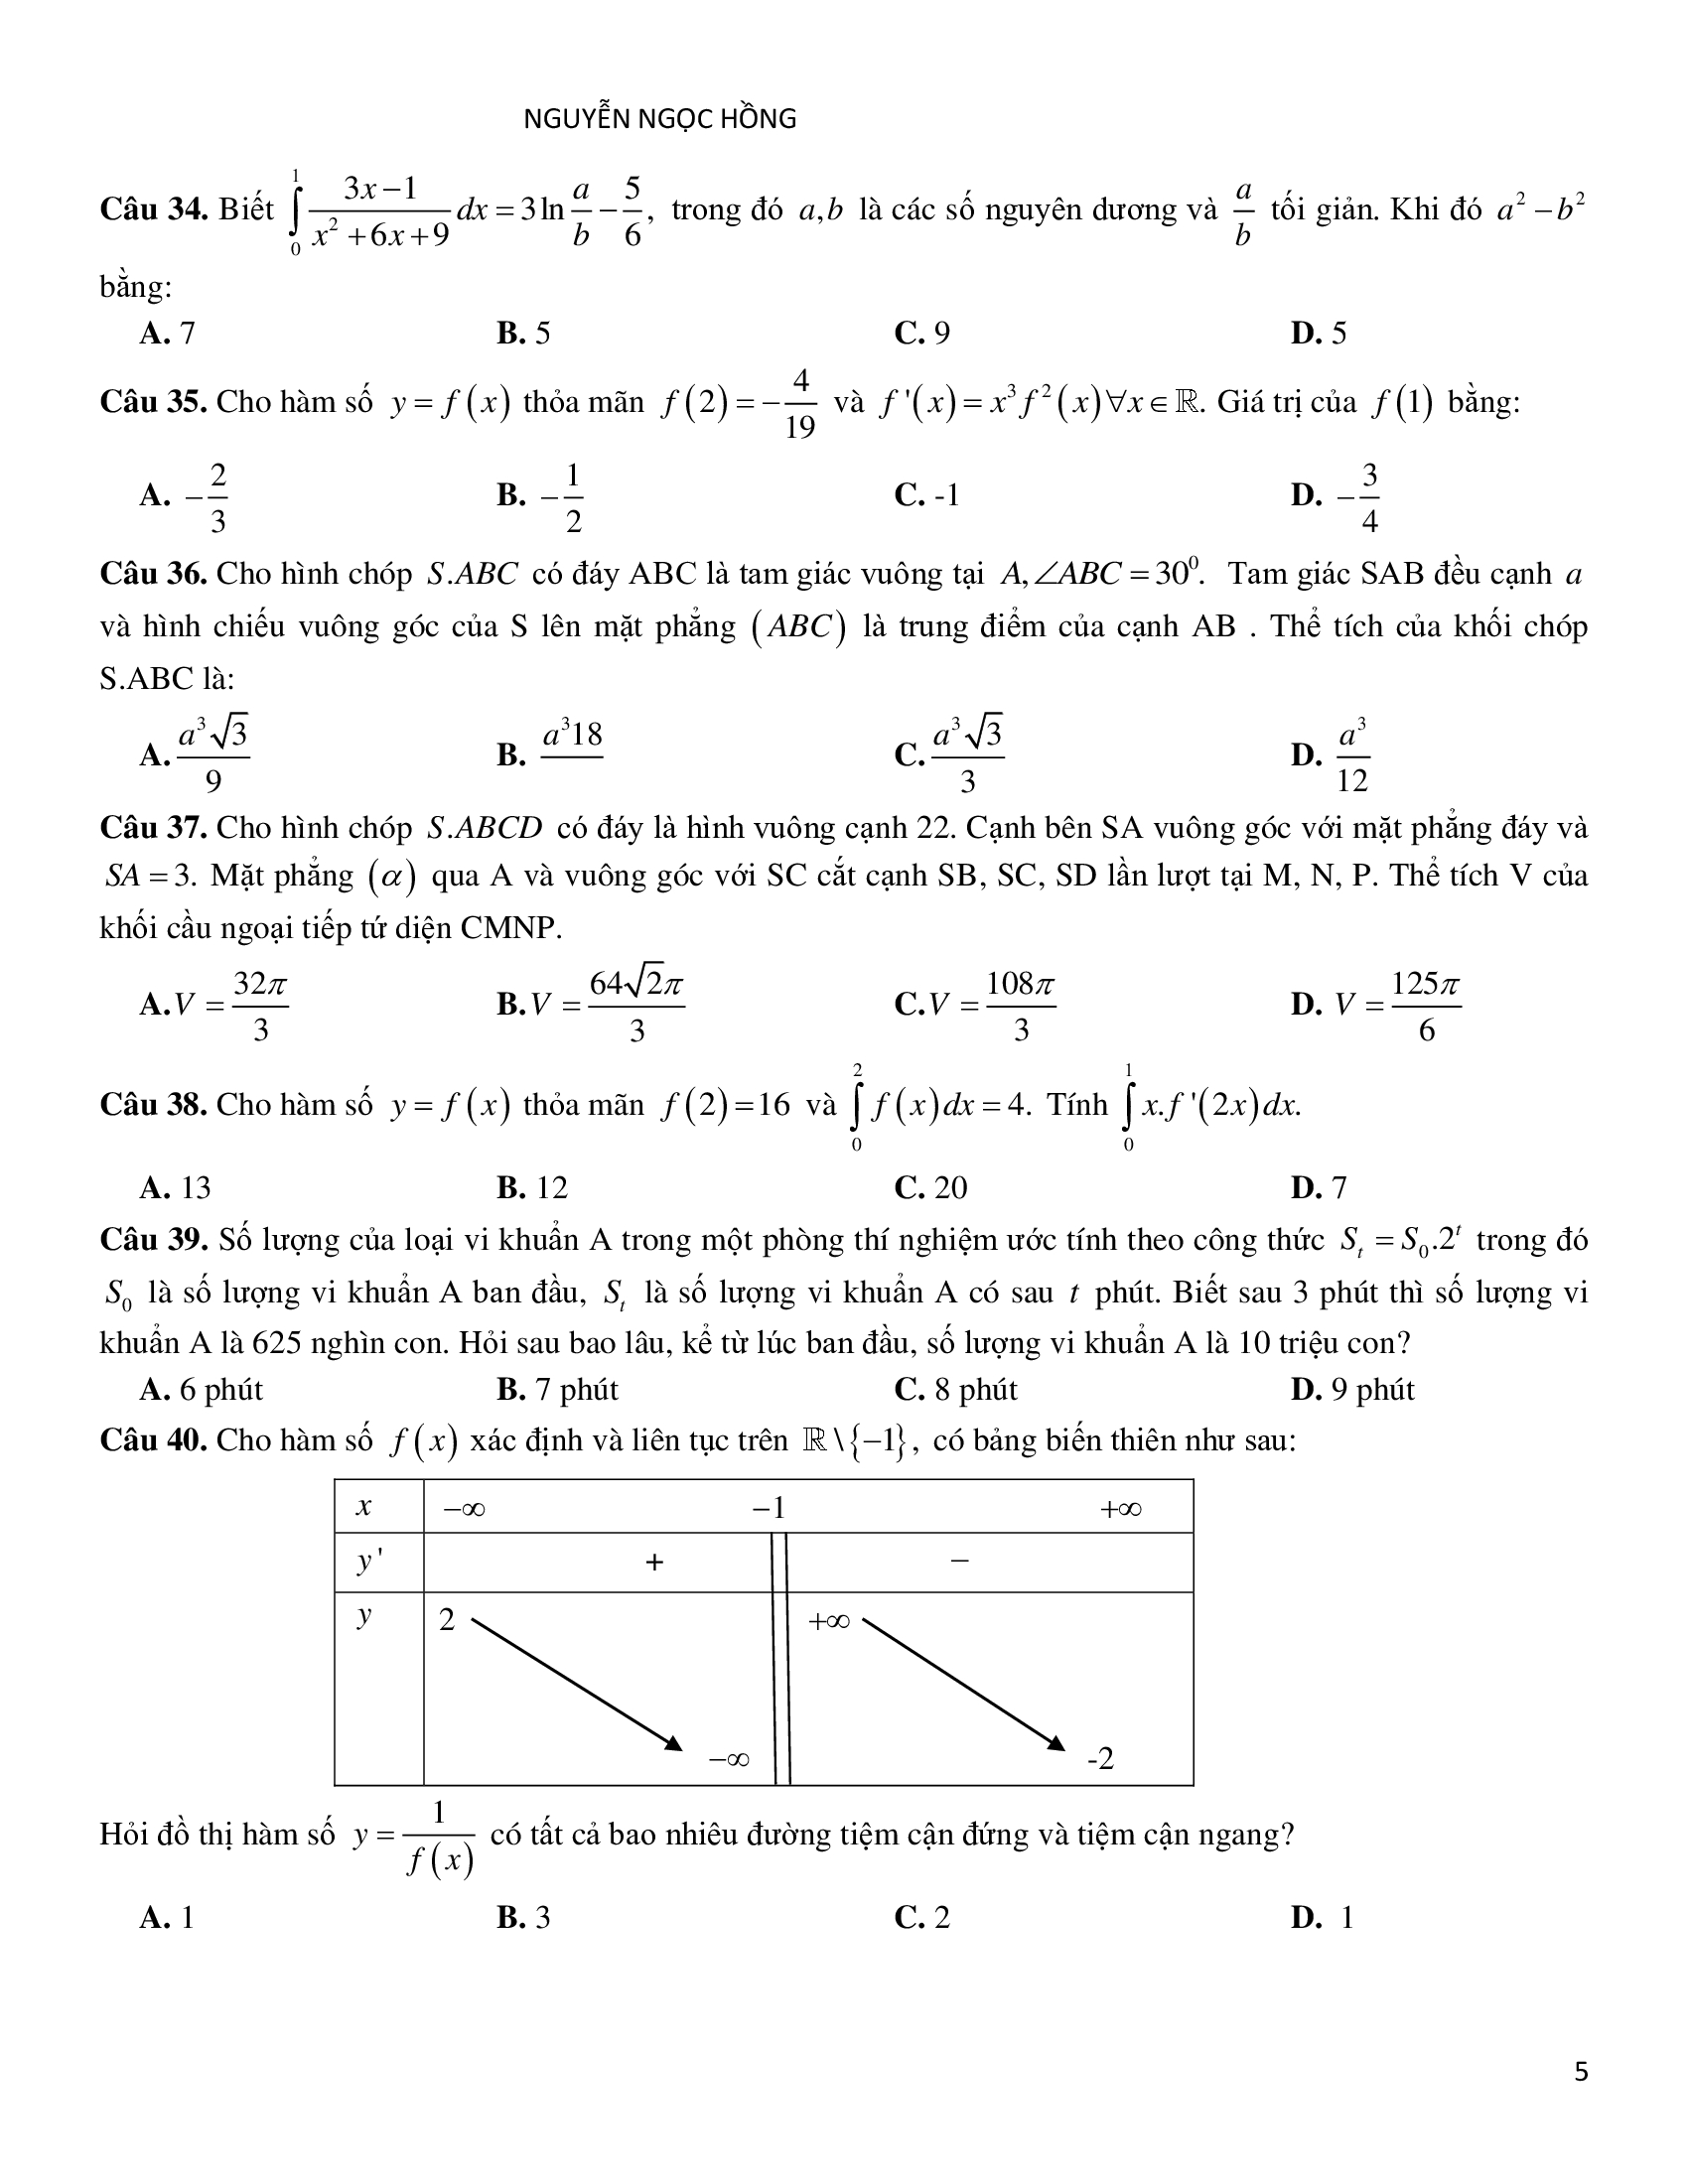 NGUYỄN NGỌC HỒNG
Câu 34. Biết $\int_0^1 \frac{3x-1}{x^2+6x+9}dx = 3\ln\frac{a}{b} - \frac{5}{6},$ trong đó $a,b$ là các số nguyên dương và $\frac{a}{b}$ tối giản. Khi đó $a^2-b^2$
bằng:
A. 7 B. 5 C. 9 D. 5
Câu 35. Cho hàm số $y=f(x)$ thỏa mãn $f(2)=-\frac{4}{19}$ và $f'(x)=x^3f^2(x)\forall x\in\mathbb{R}.$ Giá trị của $f(1)$ bằng:
A. $-\frac{2}{3}$ B. $-\frac{1}{2}$ C. -1 D. $-\frac{3}{4}$
Câu 36. Cho hình chóp $S.ABC$ có đáy ABC là tam giác vuông tại $A,\angle ABC=30^0.$ Tam giác SAB đều cạnh $a$
và hình chiếu vuông góc của S lên mặt phẳng $(ABC)$ là trung điểm của cạnh AB . Thể tích của khối chóp
S.ABC là:
A. $\frac{a^3\sqrt{3}}{9}$ B. $\frac{a^318}{}$ C. $\frac{a^3\sqrt{3}}{3}$ D. $\frac{a^3}{12}$
Câu 37. Cho hình chóp $S.ABCD$ có đáy là hình vuông cạnh 22. Cạnh bên SA vuông góc với mặt phẳng đáy và
$SA=3.$ Mặt phẳng $(\alpha)$ qua A và vuông góc với SC cắt cạnh SB, SC, SD lần lượt tại M, N, P. Thể tích V của
khối cầu ngoại tiếp tứ diện CMNP.
A. $V=\frac{32\pi}{3}$ B. $V=\frac{64\sqrt{2}\pi}{3}$ C. $V=\frac{108\pi}{3}$ D. $V=\frac{125\pi}{6}$
Câu 38. Cho hàm số $y=f(x)$ thỏa mãn $f(2)=16$ và $\int_0^2 f(x)dx=4.$ Tính $\int_0^1 x.f'(2x)dx.$
A. 13 B. 12 C. 20 D. 7
Câu 39. Số lượng của loại vi khuẩn A trong một phòng thí nghiệm ước tính theo công thức $S_t=S_0.2^t$ trong đó
$S_0$ là số lượng vi khuẩn A ban đầu, $S_t$ là số lượng vi khuẩn A có sau $t$ phút. Biết sau 3 phút thì số lượng vi
khuẩn A là 625 nghìn con. Hỏi sau bao lâu, kể từ lúc ban đầu, số lượng vi khuẩn A là 10 triệu con?
A. 6 phút B. 7 phút C. 8 phút D. 9 phút
Câu 40. Cho hàm số $f(x)$ xác định và liên tục trên $\mathbb{R}\setminus\{-1\},$ có bảng biến thiên như sau:
x −∞ −1 +∞
y' + −
y 2 +∞
−∞ -2
Hỏi đồ thị hàm số $y=\frac{1}{f(x)}$ có tất cả bao nhiêu đường tiệm cận đứng và tiệm cận ngang?
A. 1 B. 3 C. 2 D. 1
5